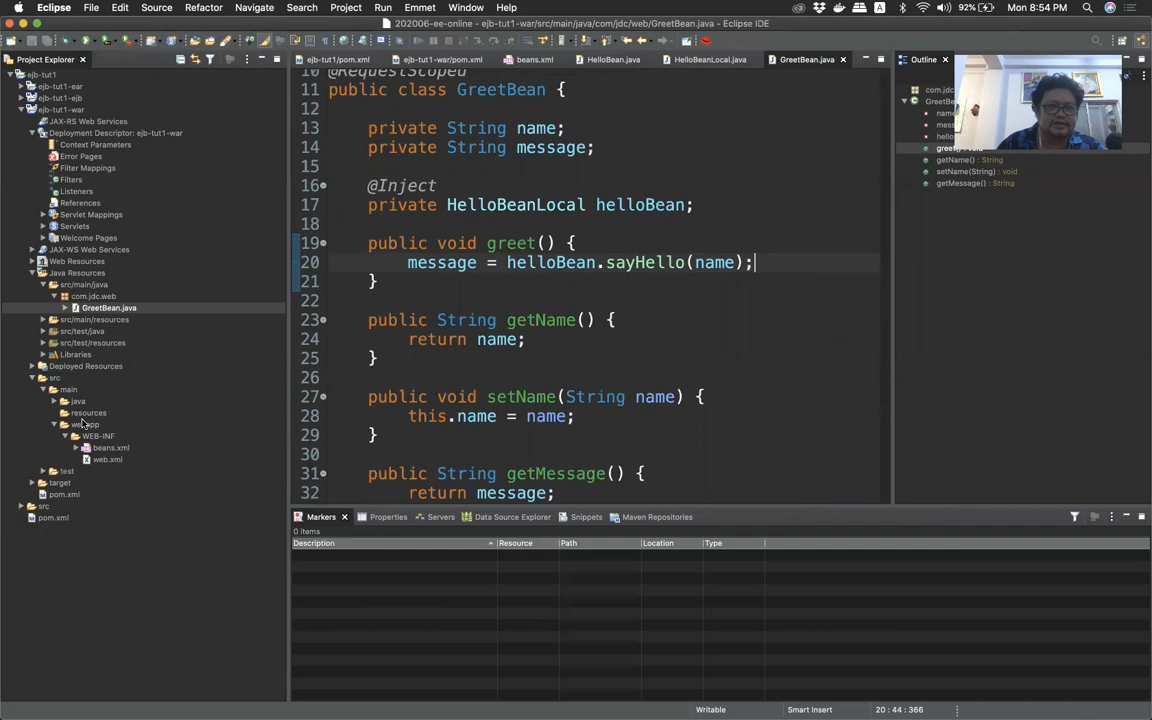 Eclipse File Edit Source Refactor Navigate Search Project Run Emmet Window Help
A 92% Mon 8:54 PM
202006-ee-online - ejb-tut1-war/src/main/java/com/jdc/web/GreetBean.java - Eclipse IDE
Project Explorer
ejb-tut1
ejb-tut1-ear
ejb-tut1-ejb
ejb-tut1-war
JAX-RS Web Services
Deployment Descriptor: ejb-tut1-war
Context Parameters
Error Pages
Filter Mappings
Filters
Listeners
References
Servlet Mappings
Servlets
Welcome Pages
JAX-WS Web Services
Web Resources
Java Resources
src/main/java
com.jdc.web
GreetBean.java
src/main/resources
src/test/java
src/test/resources
Libraries
Deployed Resources
src
main
java
resources
WEB-INF
beans.xml
web.xml
test
target
pom.xml
src
pom.xml
ejb-tut1/pom.xml ejb-tut1-war/pom.xml beans.xml HelloBean.java HelloBeanLocal.java GreetBean.java
10 @RequestScoped
11 public class GreetBean {
12
13 private String name;
14 private String message;
15
16 @Inject
17 private HelloBeanLocal helloBean;
18
19 public void greet() {
20 message = helloBean.sayHello(name);
21 }
22
23 public String getName() {
24 return name;
25 }
26
27 public void setName(String name) {
28 this.name = name;
29 }
30
31 public String getMessage() {
32 return message;
Outline
getName() : String
setName(String) : void
getMessage() : String
Markers Properties Servers Data Source Explorer Snippets Maven Repositories
0 items
Description Resource Path Location Type
Writable Smart Insert 20 : 44 : 366